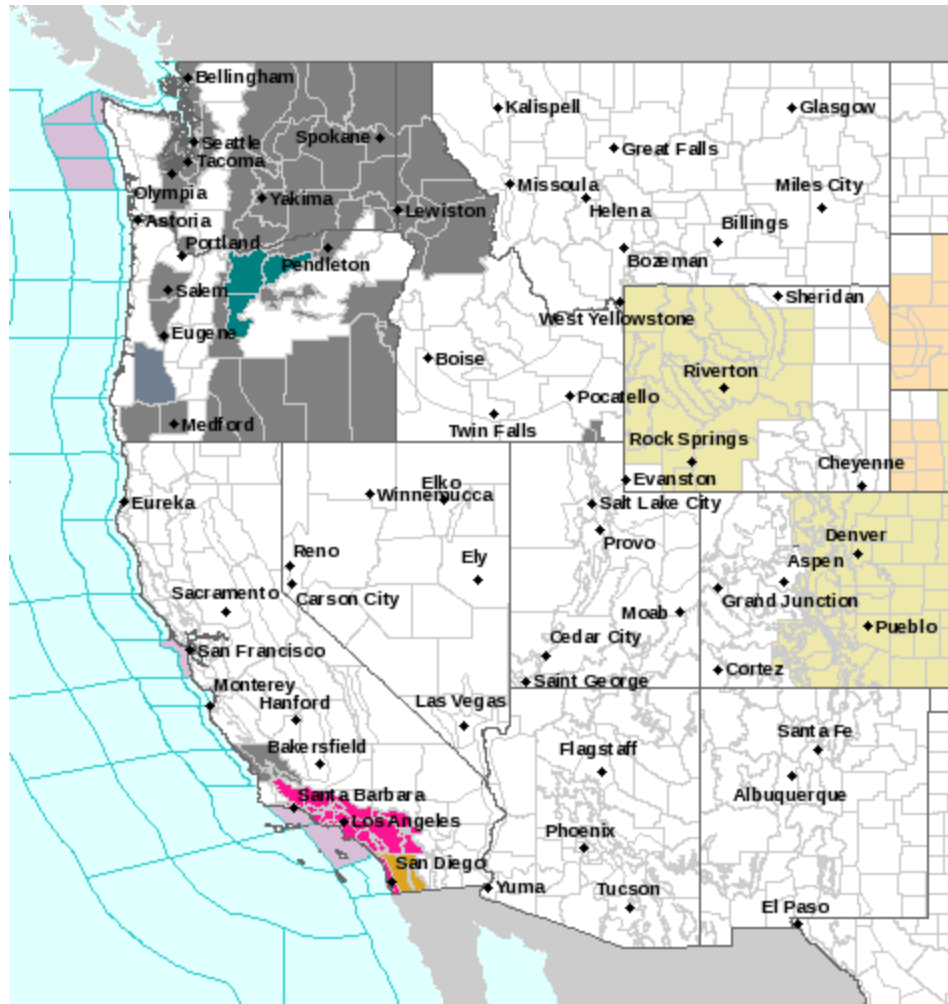 Bellingham
Kalispell
Glasgow
Spokane
Seattle
Great Falls
Tacoma
Missoula
Miles City
Olympia
Yakima
Helena
Lewiston
Astoria
Billings
Portland
Bozeman
Pendleton
Salem
Sheridan
West Yellowstone
Eugene
Boise
Riverton
Pocatello
Medford
Twin Falls
Rock Springs
Cheyenne
Evanston
Elko
Winnemucca
Eureka
Salt Lake City
Denver
Provo
Reno
Ely
Aspen
Sacramento
Carson City
Grand Junction
Moab
Pueblo
Cedar City
San Francisco
Cortez
Saint George
Monterey
Hanford
Las Vegas
Santa Fe
Bakersfield
Flagstaff
Albuquerque
Santa Barbara
Los Angeles
Phoenix
San Diego
Yuma
Tucson
El Paso